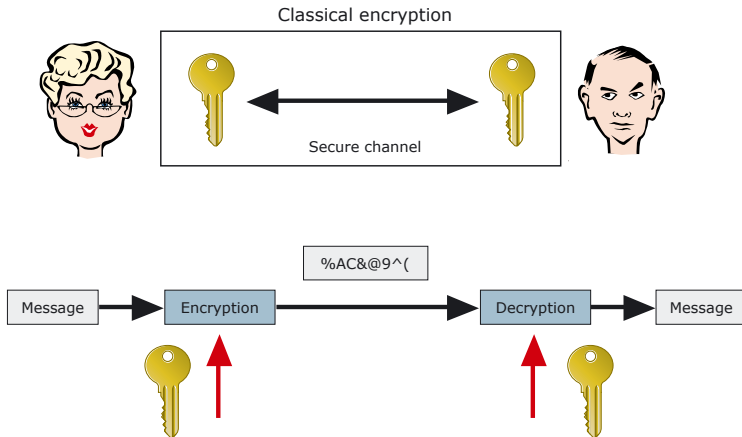 Classical encryption
Secure channel
%AC&@9^(
Message
Encryption
Decryption
Message